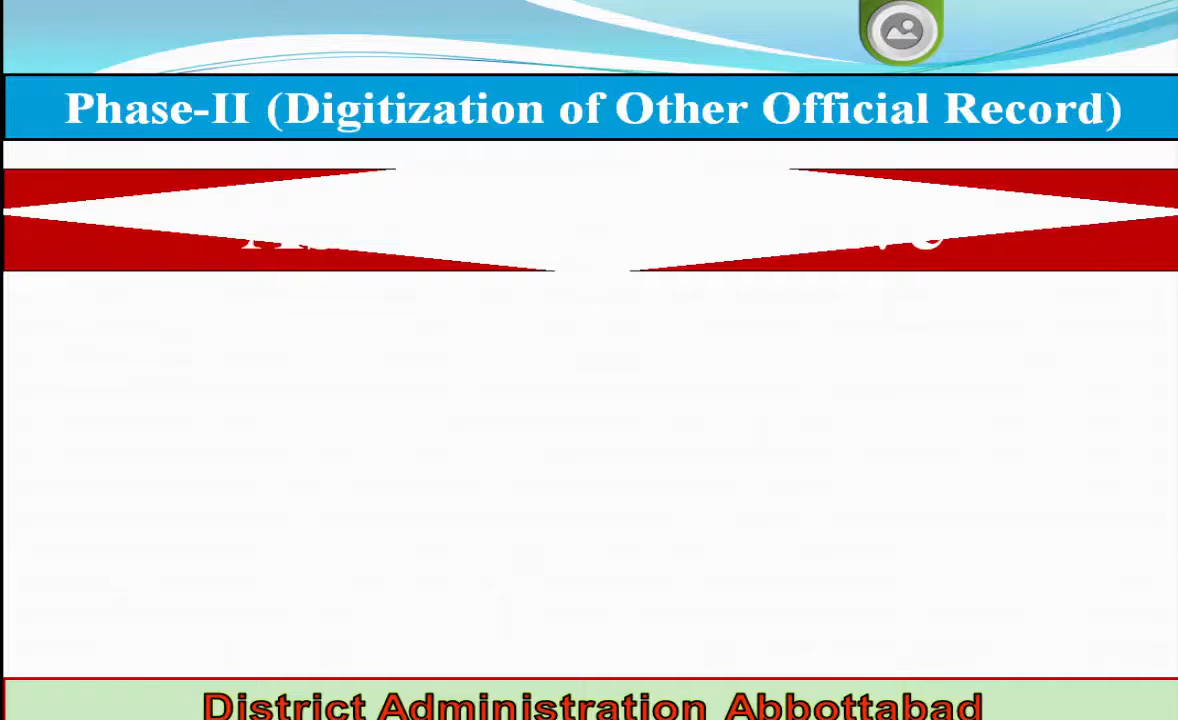 Phase-II (Digitization of Other Official Record)
District Administration Abbottabad